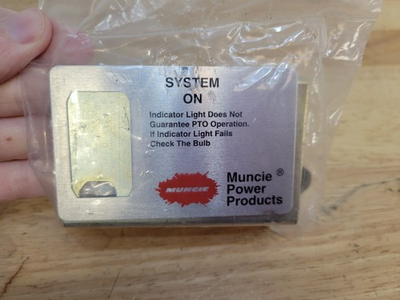 SYSTEM
ON
Indicator Light Does Not
Guarantee PTO Operation.
If Indicator Light Fails
Check The Bulb
MUNCIE
Muncie ®
Power
Products